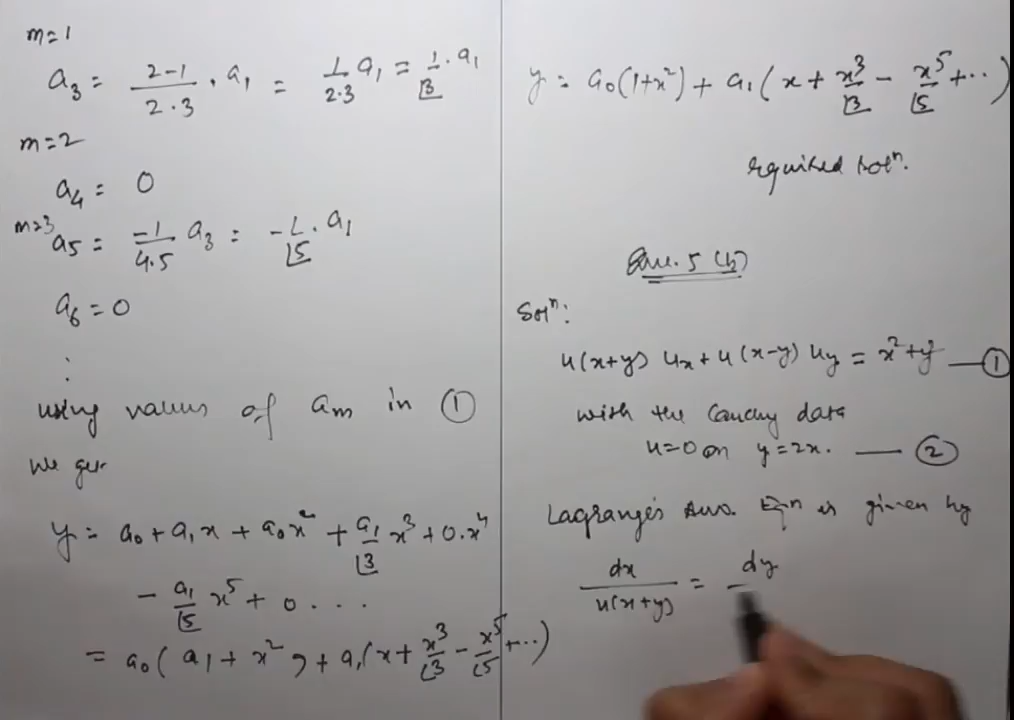 m=1
a₃ = (2-1)/(2·3) · a₁ = 1/(2·3) a₁ = 1/⌊3 · a₁
m=2
a₄ = 0
m=3
a₅ = -1/(4·5) a₃ = -1/⌊5 · a₁
a₆ = 0
⋮
using values of am in ①
we get
y = a₀ + a₁x + a₀x² + a₁/⌊3 x³ + 0·x⁴
- a₁/⌊5 x⁵ + 0 ....
= a₀(a₁ + x²) + a₁(x + x³/⌊3 - x⁵/⌊5 + ...)
y = a₀(1+x²) + a₁(x + x³/⌊3 - x⁵/⌊5 + ...)
required solⁿ.
Que. 5 (b)
Solⁿ:
u(x+y) ux + u(x-y) uy = x²+y² —①
with the Cauchy data
u=0 on y=2x. —②
Lagrange's Aux. Eqn is given by
dx/u(x+y) = dy